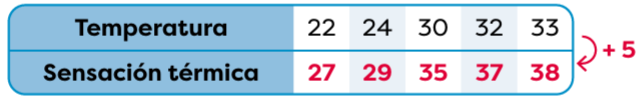 Temperatura 22 24 30 32 33
Sensación térmica 27 29 35 37 38
+ 5